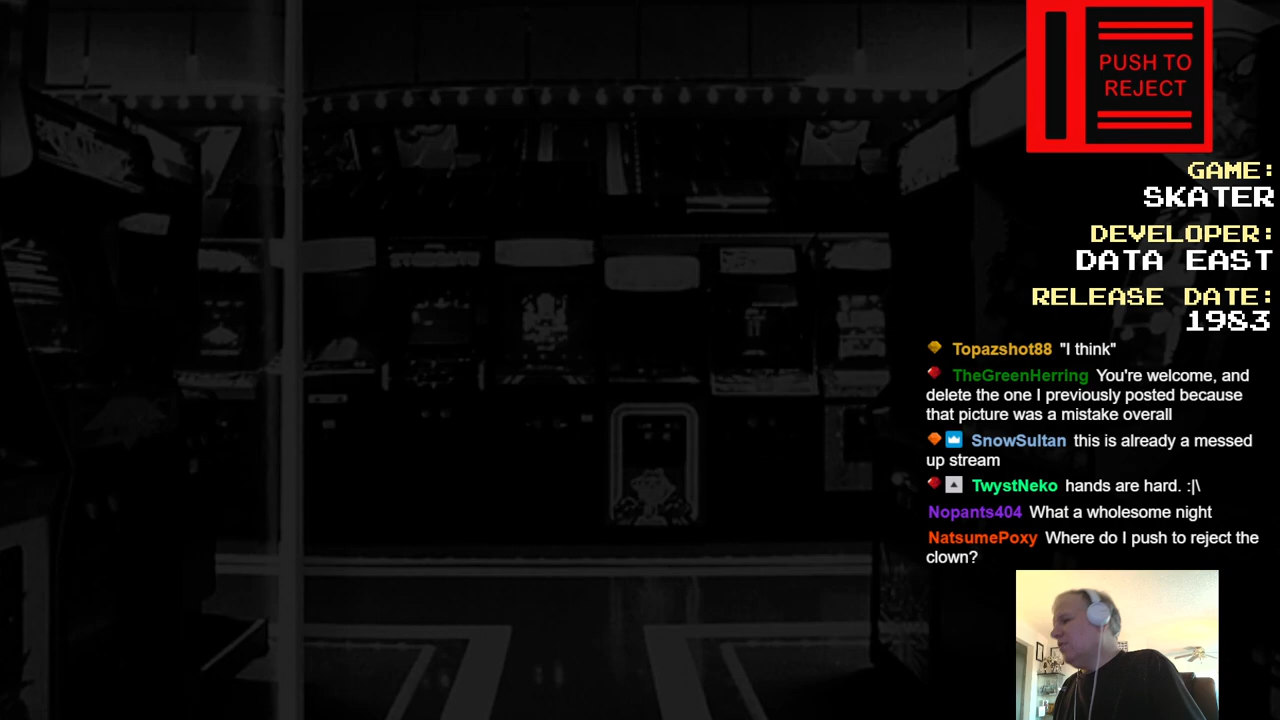 PUSH TO
REJECT
GAME:
SKATER
DEVELOPER:
DATA EAST
RELEASE DATE:
1983
Topazshot88 "I think"
TheGreenHerring You're welcome, and
delete the one I previously posted because
that picture was a mistake overall
SnowSultan this is already a messed
up stream
TwystNeko hands are hard. :|\
Nopants404 What a wholesome night
NatsumePoxy Where do I push to reject the
clown?